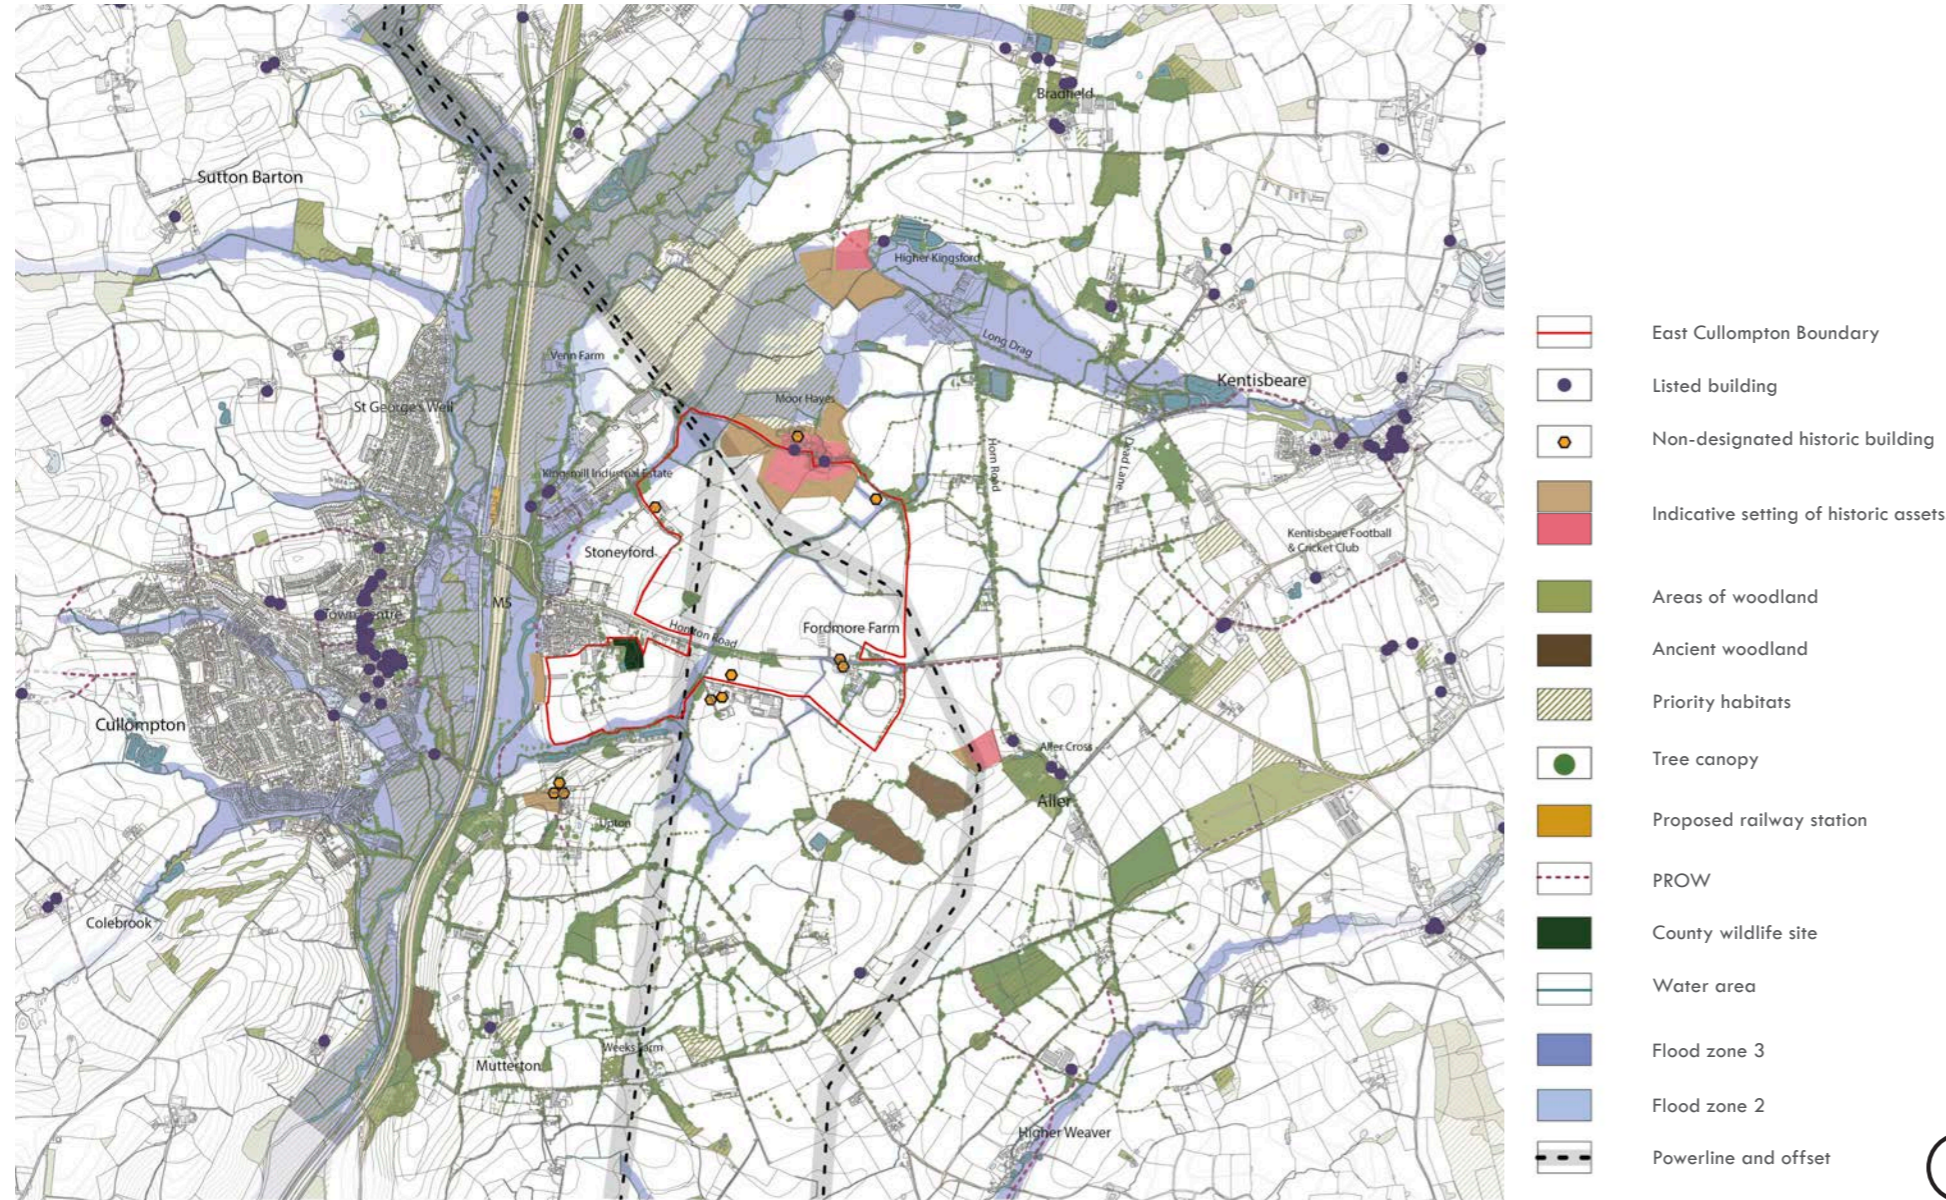 Bradfield
Sutton Barton
Higher Kingsford
Long Drag
Venn Farm
Kentisbeare
Moor Hayes
St George's Well
Horn Road
Dead Lane
Kingsmill Industrial Estate
Kentisbeare Football
& Cricket Club
Stoneyford
M5
Town Centre
Honiton Road
Fordmore Farm
Cullompton
Aller Cross
Aller
Upton
Colebrook
Weeks Farm
Mutterton
Higher Weaver
East Cullompton Boundary
Listed building
Non-designated historic building
Indicative setting of historic assets
Areas of woodland
Ancient woodland
Priority habitats
Tree canopy
Proposed railway station
PROW
County wildlife site
Water area
Flood zone 3
Flood zone 2
Powerline and offset